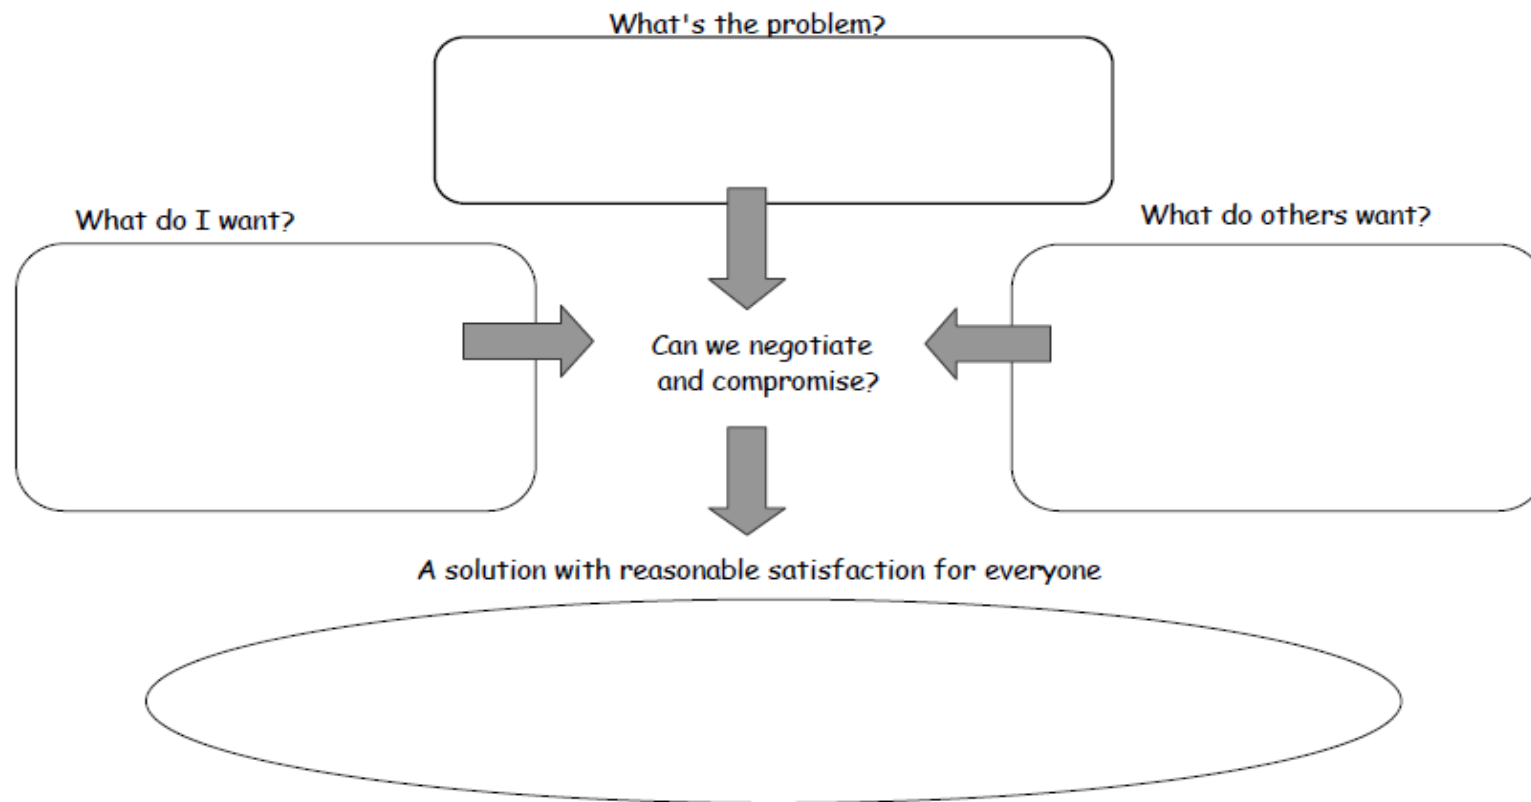 What's the problem?
What do I want?
What do others want?
Can we negotiate
and compromise?
A solution with reasonable satisfaction for everyone